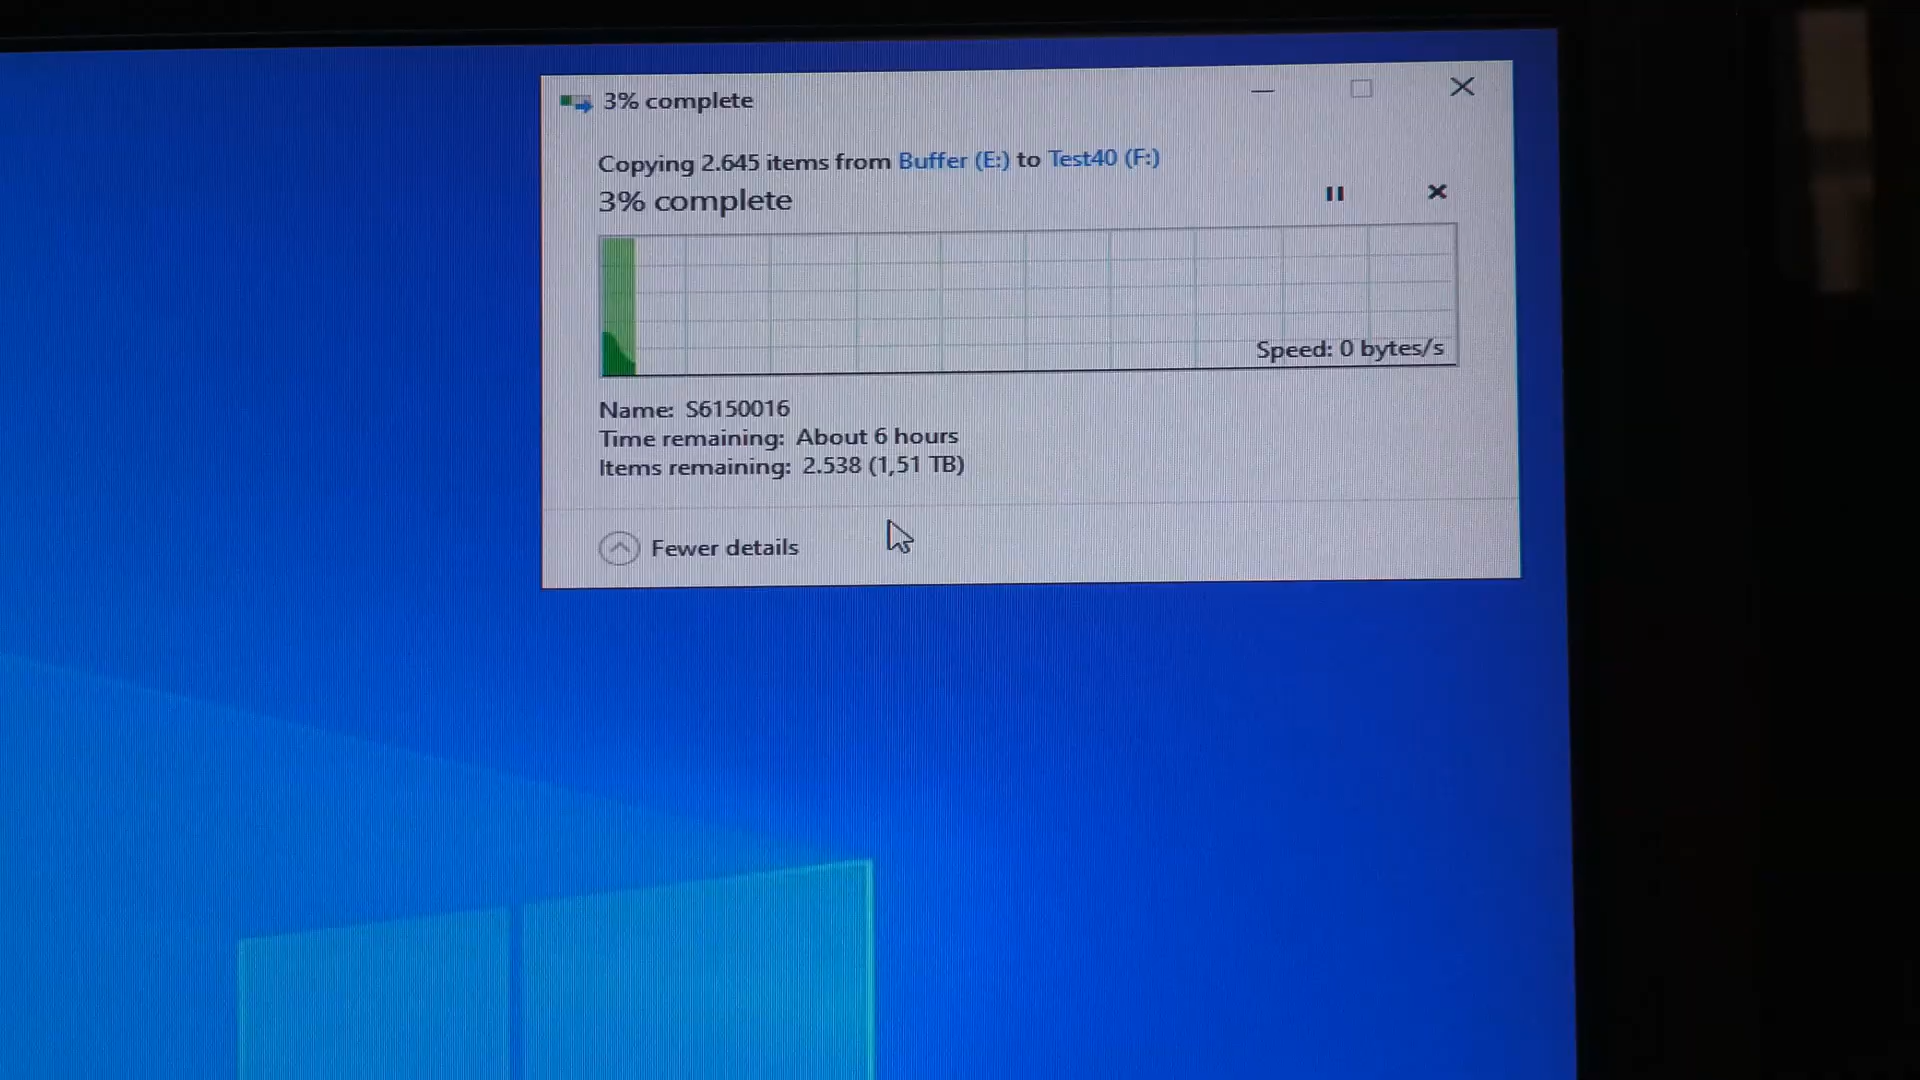 3% complete
Copying 2.645 items from Buffer (E:) to Test40 (F:)
3% complete
Speed: 0 bytes/s
Name: S6150016
Time remaining: About 6 hours
Items remaining: 2.538 (1,51 TB)
Fewer details